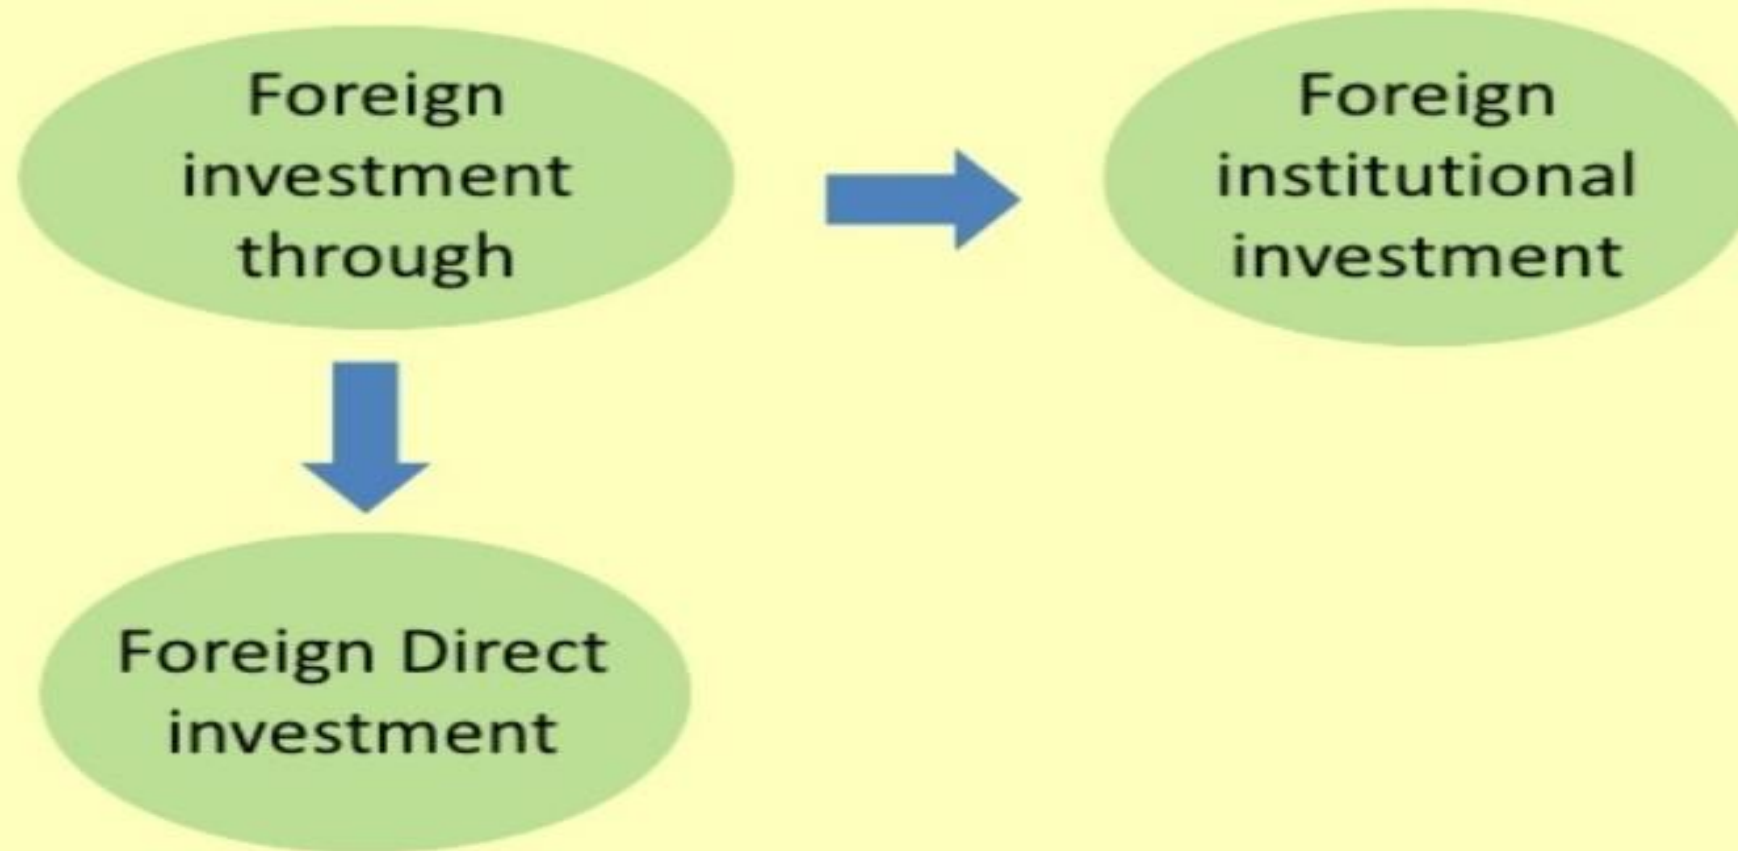 Foreign
investment
through
Foreign
institutional
investment
Foreign Direct
investment